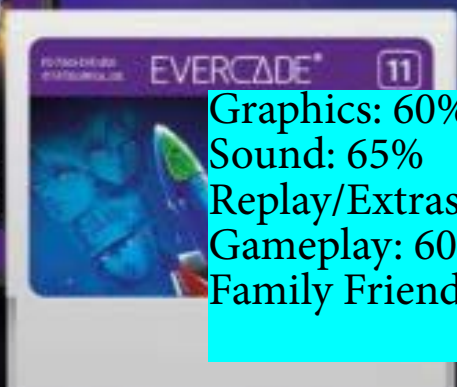 EVERCADE®
11
Graphics: 60%
Sound: 65%
Replay/Extras
Gameplay: 60
Family Friend